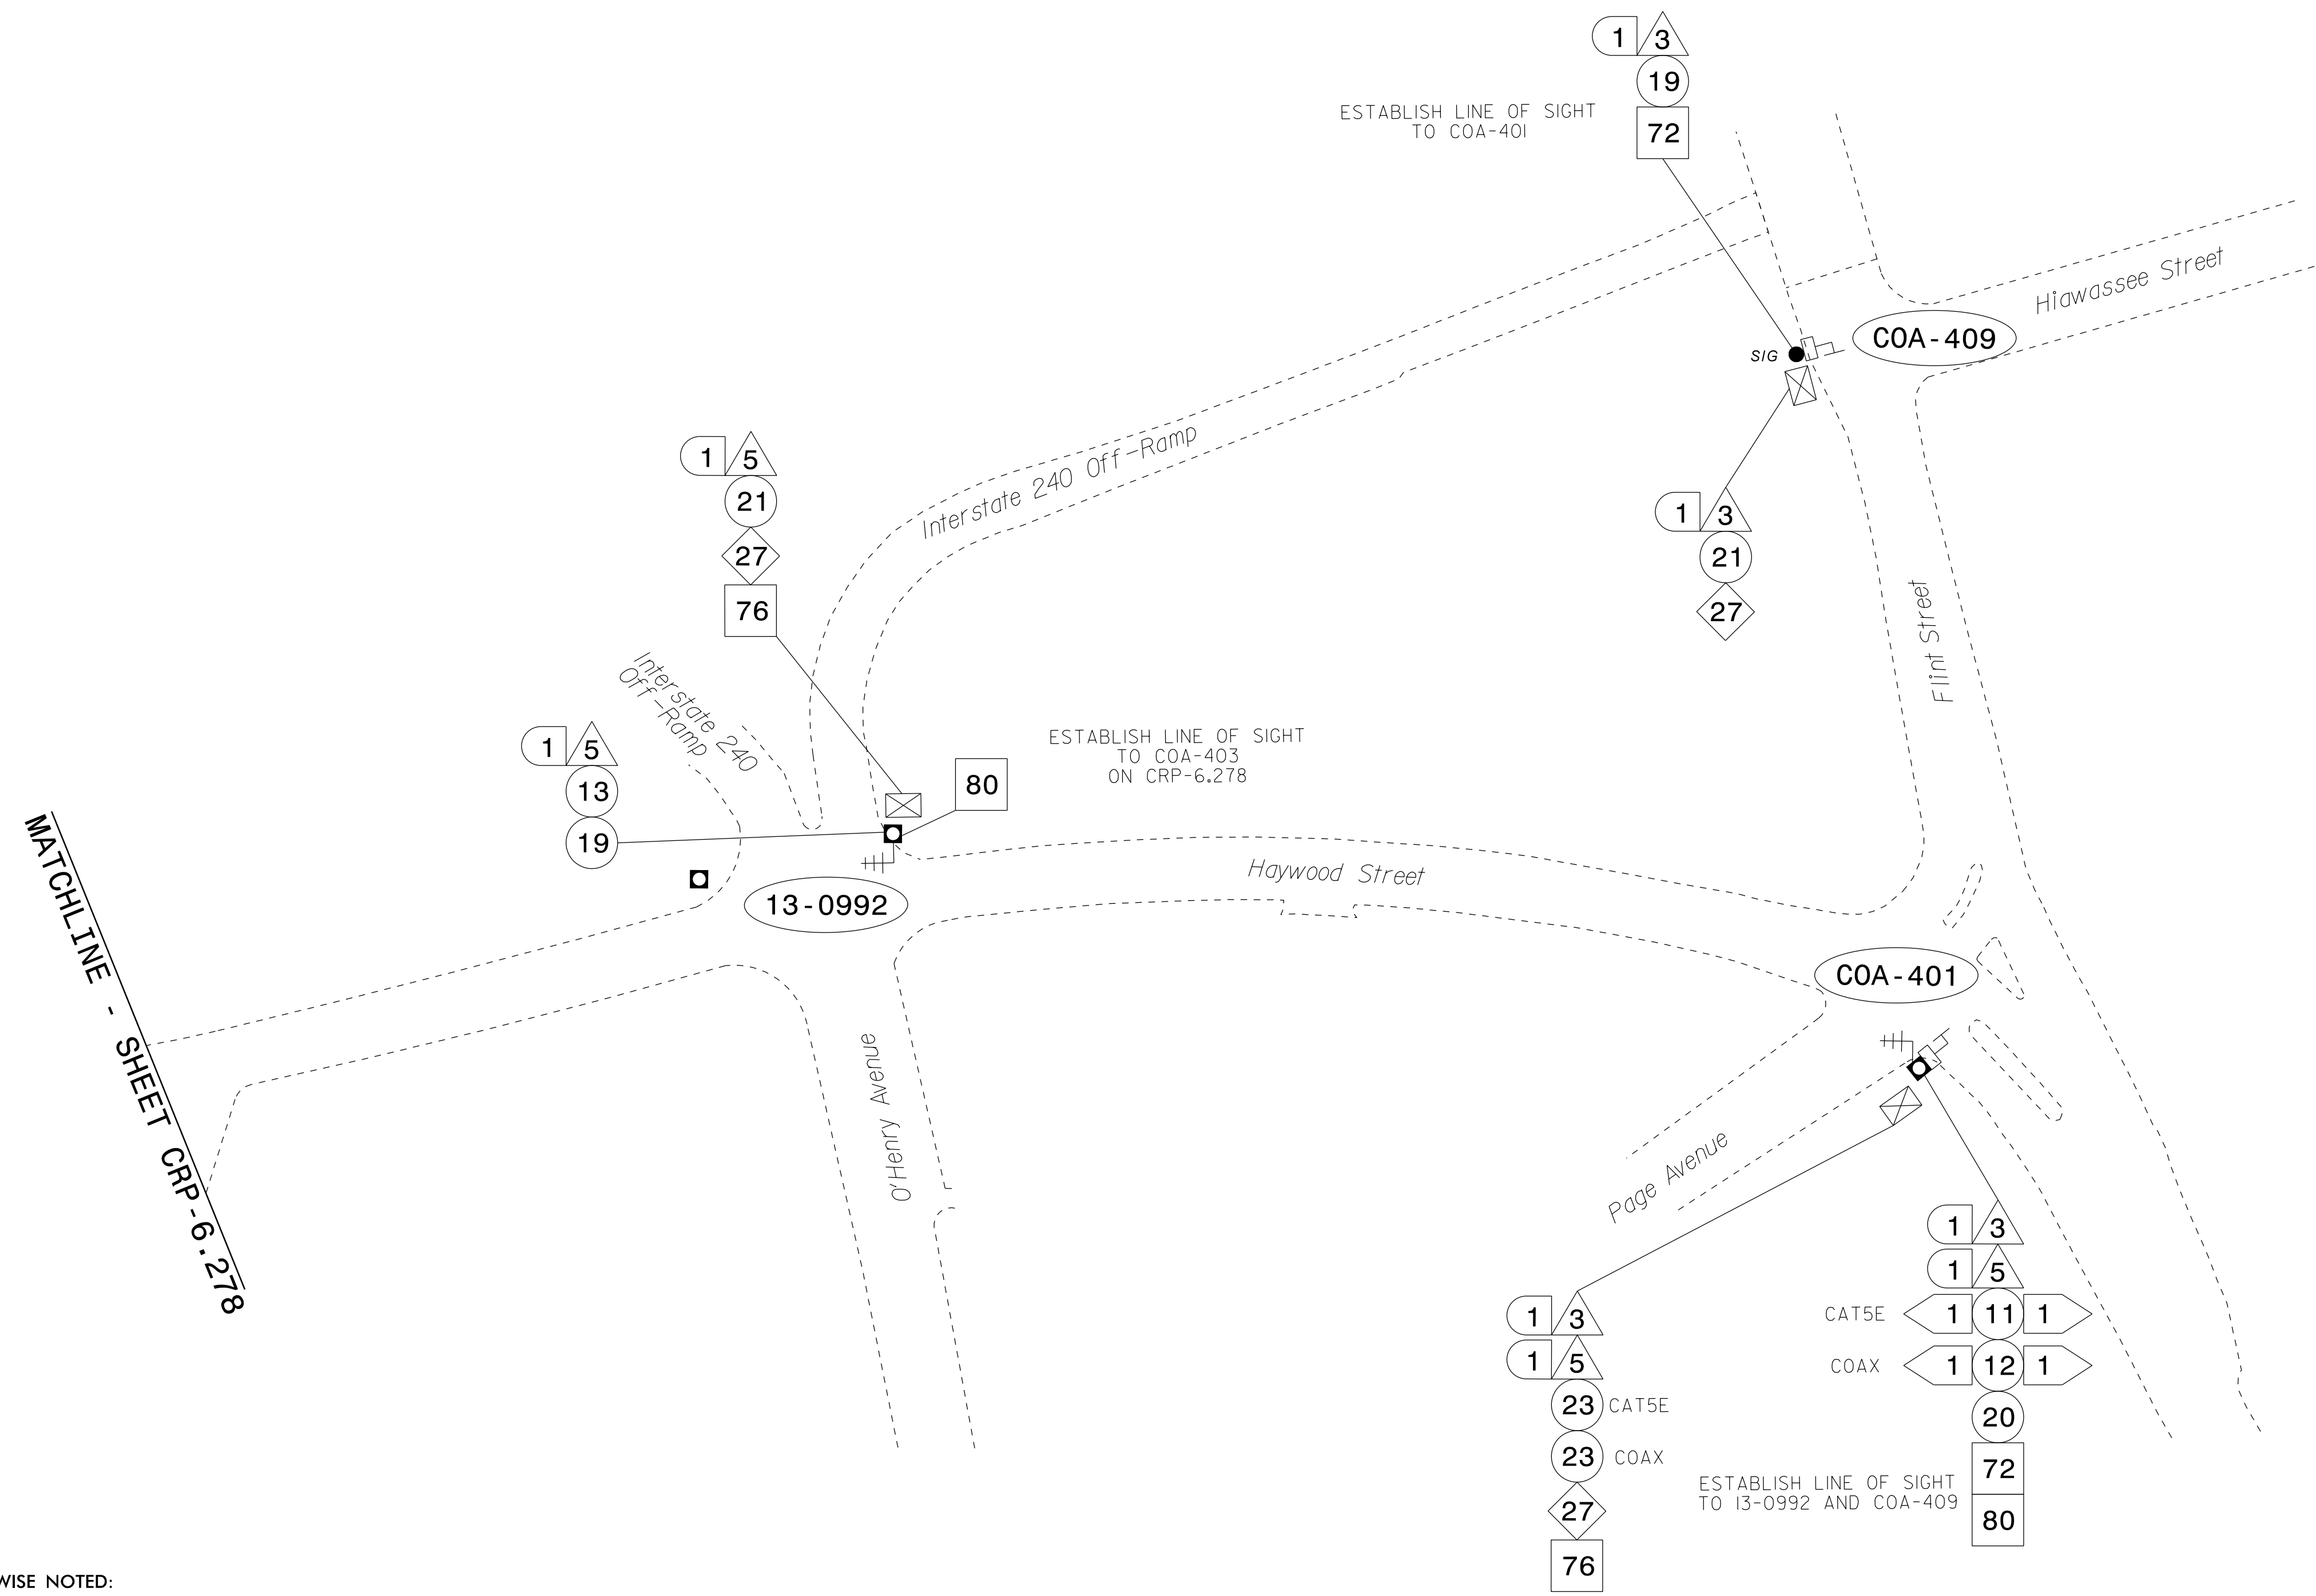 1 3
19
ESTABLISH LINE OF SIGHT
TO COA-401
72
Hiawassee Street
COA-409
SIG
1 3
21
27
Interstate 240 Off-Ramp
1 5
21
27
76
Flint Street
Interstate 240
Off-Ramp
1 5
13
19
ESTABLISH LINE OF SIGHT
TO COA-403
ON CRP-6.278
80
Haywood Street
13-0992
MATCHLINE - SHEET CRP-6.278
COA-401
O'Henry Avenue
Page Avenue
1 3
1 5
23 CAT5E
23 COAX
27
76
1 3
1 5
CAT5E 1 11 1
COAX 1 12 1
20
72
ESTABLISH LINE OF SIGHT
TO 13-0992 AND COA-409
80
WISE NOTED: